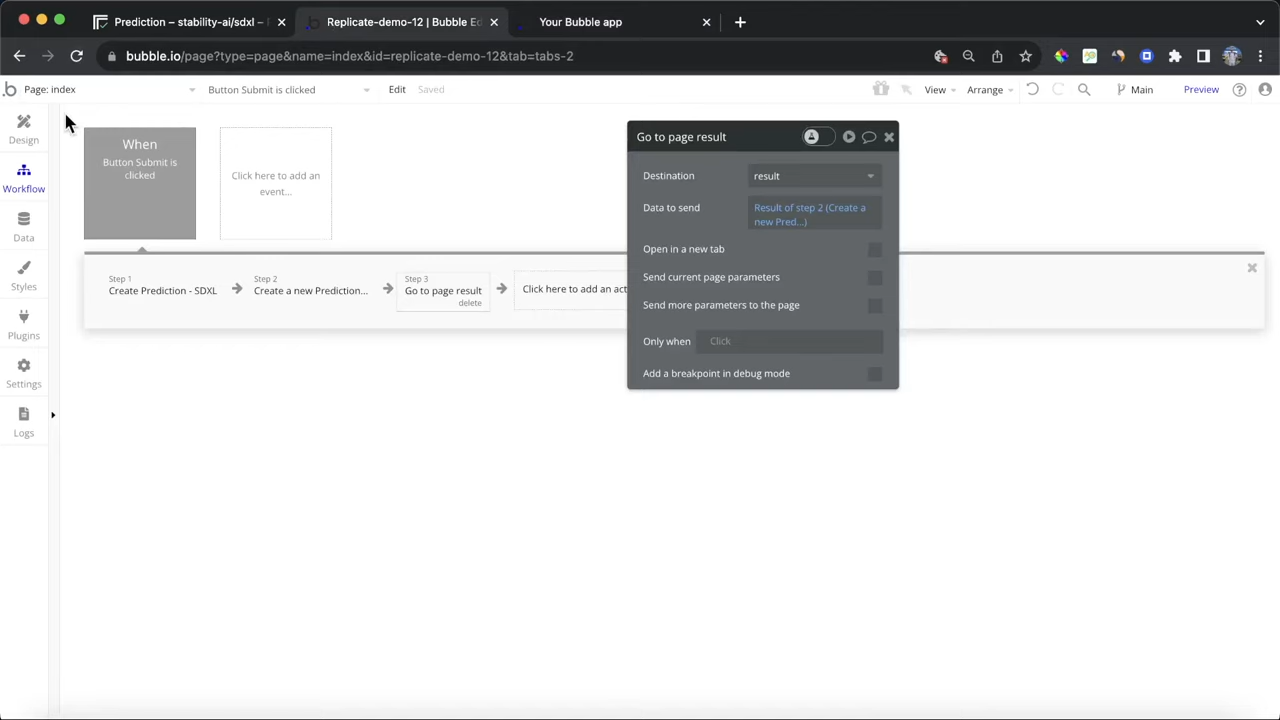 Prediction – stability-ai/sdxl –
Replicate-demo-12 | Bubble Ed
Your Bubble app
bubble.io/page?type=page&name=index&id=replicate-demo-12&tab=tabs-2
Page: index
Button Submit is clicked
Edit
Saved
View
Arrange
Main
Preview
Design
Workflow
Data
Styles
Plugins
Settings
Logs
When
Button Submit is
clicked
Click here to add an
event...
Step 1
Create Prediction - SDXL
Step 2
Create a new Prediction...
Step 3
Go to page result
delete
Click here to add an act
Go to page result
Destination
result
Data to send
Result of step 2 (Create a
new Pred...)
Open in a new tab
Send current page parameters
Send more parameters to the page
Only when
Click
Add a breakpoint in debug mode